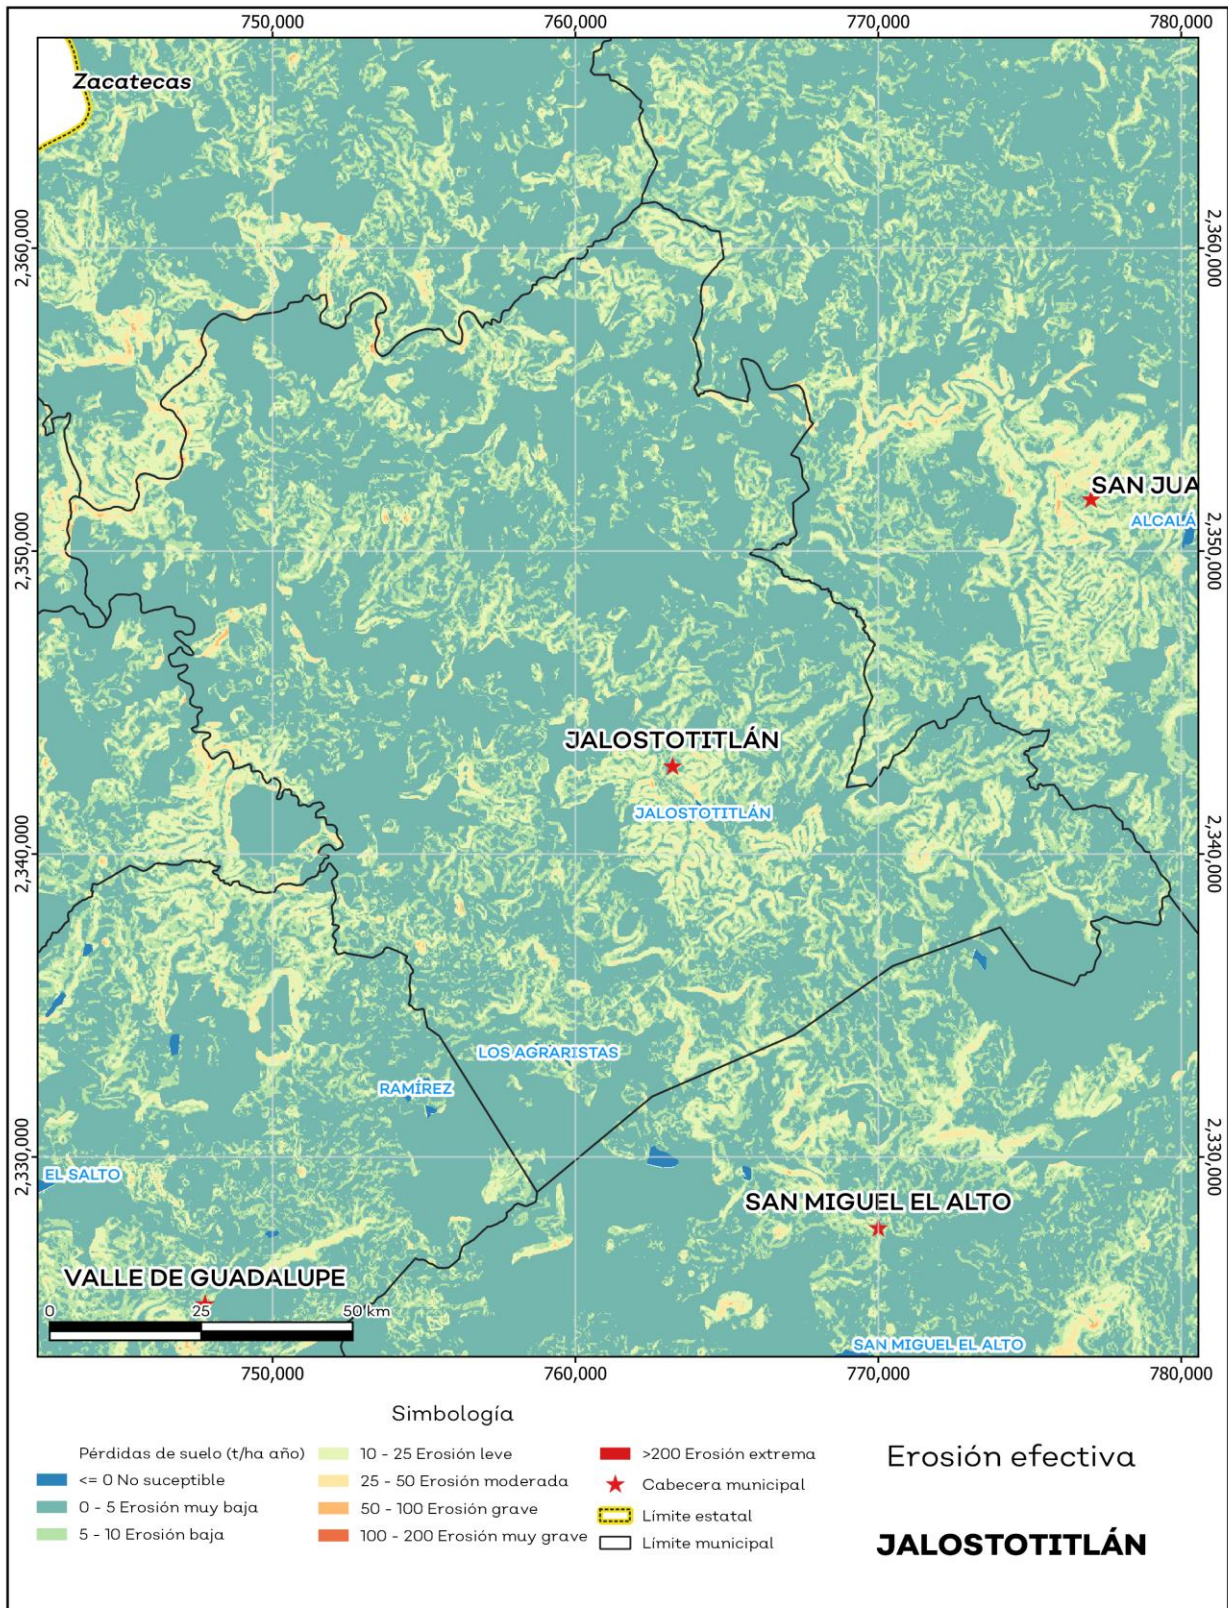 750,000
760,000
770,000
780,000
Zacatecas
2,360,000
2,360,000
SAN JUA
ALCALÁ
2,350,000
2,350,000
JALOSTOTITLÁN
JALOSTOTITLÁN
2,340,000
2,340,000
LOS AGRARISTAS
RAMÍREZ
2,330,000
2,330,000
EL SALTO
SAN MIGUEL EL ALTO
VALLE DE GUADALUPE
0 25 50 km
SAN MIGUEL EL ALTO
750,000
760,000
770,000
780,000
Simbología
Pérdidas de suelo (t/ha año)
<= 0 No suceptible
0 - 5 Erosión muy baja
5 - 10 Erosión baja
10 - 25 Erosión leve
25 - 50 Erosión moderada
50 - 100 Erosión grave
100 - 200 Erosión muy grave
>200 Erosión extrema
Cabecera municipal
Límite estatal
Límite municipal
Erosión efectiva
JALOSTOTITLÁN